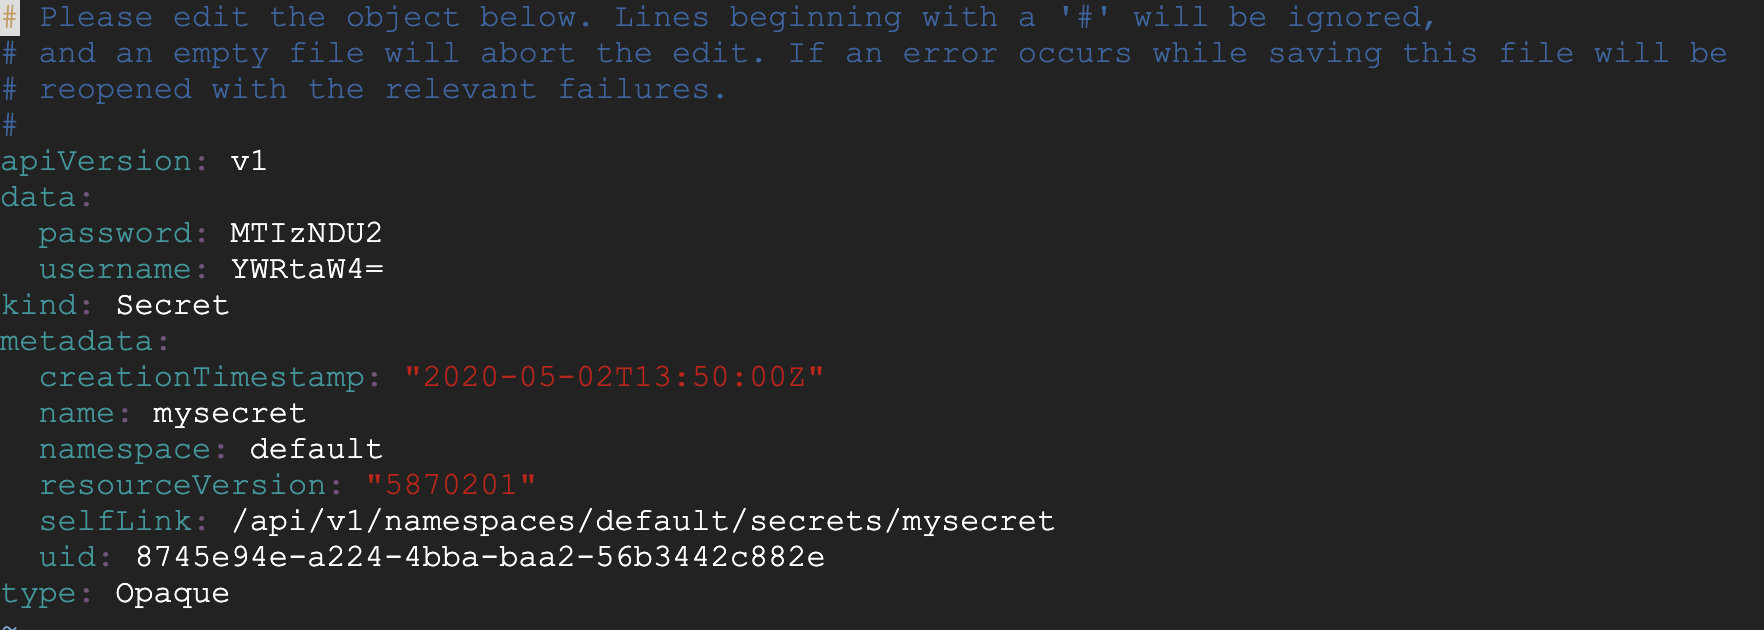 # Please edit the object below. Lines beginning with a '#' will be ignored,
# and an empty file will abort the edit. If an error occurs while saving this file will be
# reopened with the relevant failures.
#
apiVersion: v1
data:
  password: MTIzNDU2
  username: YWRtaW4=
kind: Secret
metadata:
  creationTimestamp: "2020-05-02T13:50:00Z"
  name: mysecret
  namespace: default
  resourceVersion: "5870201"
  selfLink: /api/v1/namespaces/default/secrets/mysecret
  uid: 8745e94e-a224-4bba-baa2-56b3442c882e
type: Opaque
~